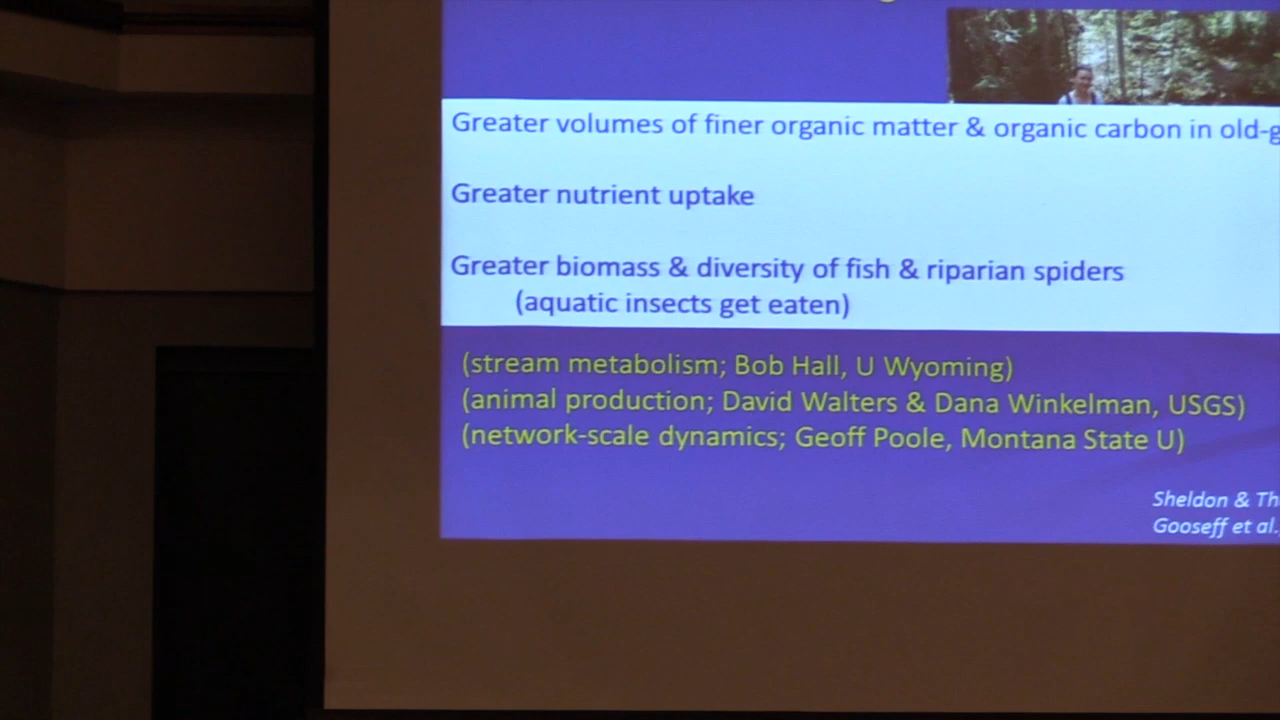 Greater volumes of finer organic matter & organic carbon in
Greater nutrient uptake
Greater biomass & diversity of fish & riparian spiders
(aquatic insects get eaten)
(stream metabolism; Bob Hall, U Wyoming)
(animal production; David Walters & Dana Winkelman, USGS)
(network-scale dynamics; Geoff Poole, Montana State U)
Sheldon &
Gooseff et al.